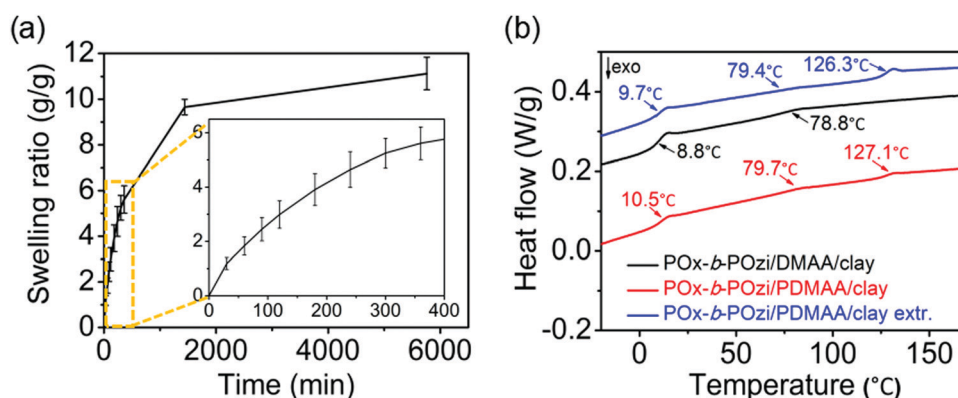 (a)
Swelling ratio (g/g)
12
10
8
6
4
2
0
0 2000 4000 6000
Time (min)
6
4
2
0
0 100 200 300 400
(b)
Heat flow (W/g)
0.4
0.2
0.0
-0.2
↓exo
9.7°C
79.4°C
126.3°C
8.8°C
78.8°C
10.5°C
79.7°C
127.1°C
POx-b-POzi/DMAA/clay
POx-b-POzi/PDMAA/clay
POx-b-POzi/PDMAA/clay extr.
0 50 100 150
Temperature (°C)